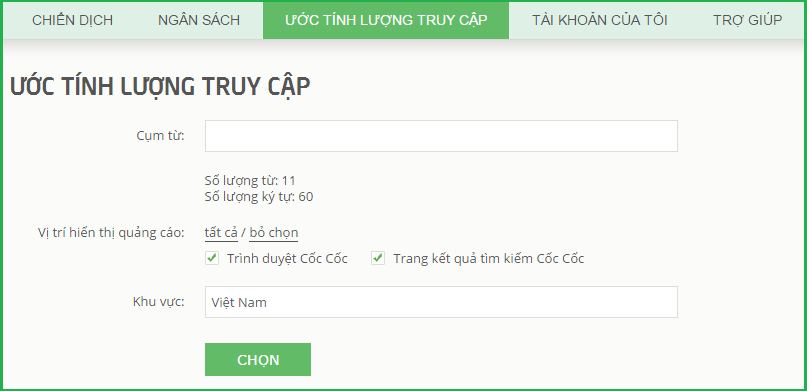 CHIẾN DỊCH NGÂN SÁCH ƯỚC TÍNH LƯỢNG TRUY CẬP TÀI KHOẢN CỦA TÔI TRỢ GIÚP
ƯỚC TÍNH LƯỢNG TRUY CẬP
Cụm từ:
Số lượng từ: 11
Số lượng ký tự: 60
Vị trí hiển thị quảng cáo: tất cả / bỏ chọn
Trình duyệt Cốc Cốc Trang kết quả tìm kiếm Cốc Cốc
Khu vực: Việt Nam
CHỌN